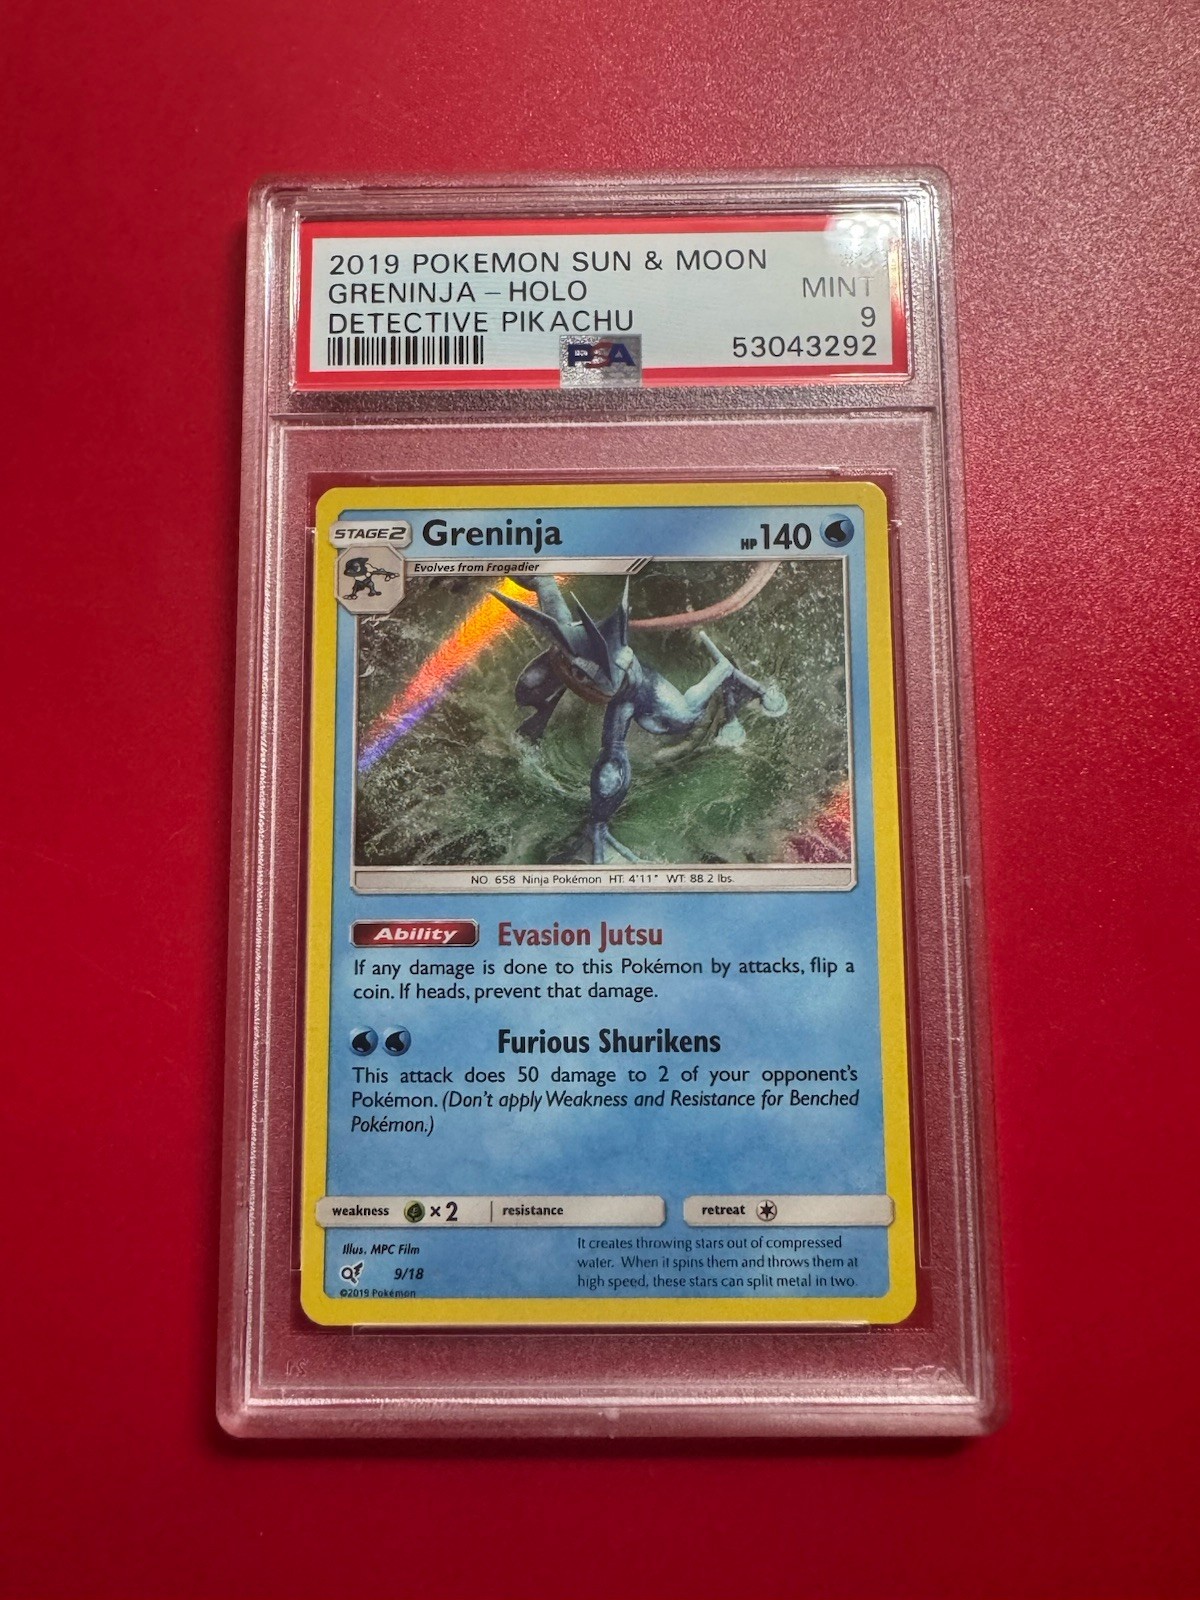 2019 POKEMON SUN & MOON
GRENINJA - HOLO MINT
DETECTIVE PIKACHU 9
PSA 53043292
STAGE 2 Greninja HP 140
Evolves from Frogadier
NO. 658 Ninja Pokémon HT: 4'11" WT: 88.2 lbs.
Ability Evasion Jutsu
If any damage is done to this Pokémon by attacks, flip a
coin. If heads, prevent that damage.
Furious Shurikens
This attack does 50 damage to 2 of your opponent's
Pokémon. (Don't apply Weakness and Resistance for Benched
Pokémon.)
weakness ×2 resistance retreat
Illus. MPC Film
9/18
©2019 Pokémon
It creates throwing stars out of compressed
water. When it spins them and throws them at
high speed, these stars can split metal in two.